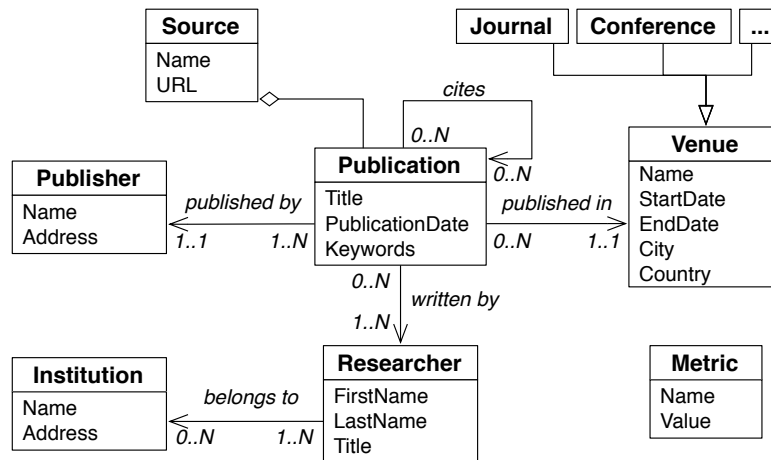 Source
Name
URL
Journal
Conference
...
cites
0..N
0..N
Publication
Title
PublicationDate
Keywords
Venue
Name
StartDate
EndDate
City
Country
Publisher
Name
Address
published by
1..1
1..N
published in
0..N
1..1
0..N
written by
1..N
Researcher
FirstName
LastName
Title
Institution
Name
Address
belongs to
0..N
1..N
Metric
Name
Value